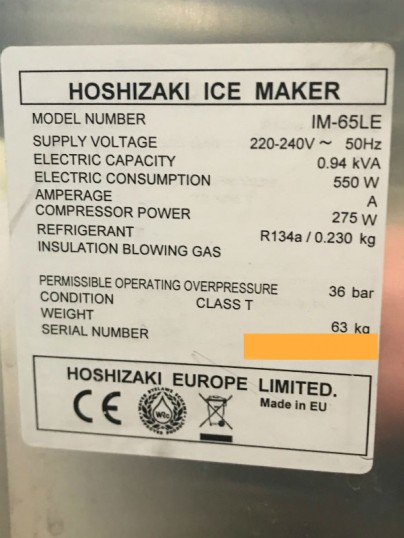 HOSHIZAKI ICE MAKER
MODEL NUMBER IM-65LE
SUPPLY VOLTAGE 220-240V ~ 50Hz
ELECTRIC CAPACITY 0.94 kVA
ELECTRIC CONSUMPTION 550 W
AMPERAGE A
COMPRESSOR POWER 275 W
REFRIGERANT R134a / 0.230 kg
INSULATION BLOWING GAS
PERMISSIBLE OPERATING OVERPRESSURE 36 bar
CONDITION CLASS T
WEIGHT 63 kg
SERIAL NUMBER
HOSHIZAKI EUROPE LIMITED.
CE WRc Made in EU